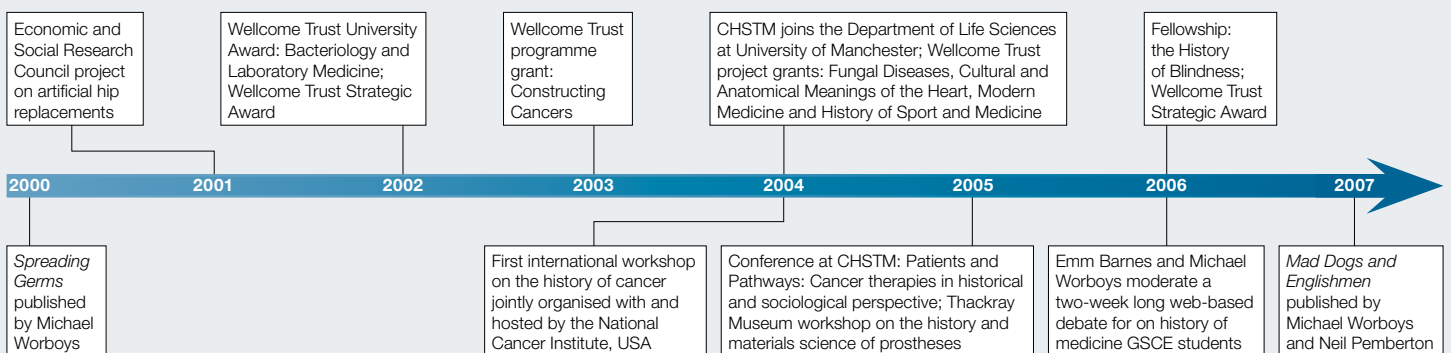 Economic and
Social Research
Council project
on artificial hip
replacements
Wellcome Trust University
Award: Bacteriology and
Laboratory Medicine;
Wellcome Trust Strategic
Award
Wellcome Trust
programme
grant:
Constructing
Cancers
CHSTM joins the Department of Life Sciences
at University of Manchester; Wellcome Trust
project grants: Fungal Diseases, Cultural and
Anatomical Meanings of the Heart, Modern
Medicine and History of Sport and Medicine
Fellowship:
the History
of Blindness;
Wellcome Trust
Strategic Award
2000 2001 2002 2003 2004 2005 2006 2007
Spreading
Germs
published
by Michael
Worboys
First international workshop
on the history of cancer
jointly organised with and
hosted by the National
Cancer Institute, USA
Conference at CHSTM: Patients and
Pathways: Cancer therapies in historical
and sociological perspective; Thackray
Museum workshop on the history and
materials science of prostheses
Emm Barnes and Michael
Worboys moderate a
two-week long web-based
debate for on history of
medicine GSCE students
Mad Dogs and
Englishmen
published by
Michael Worboys
and Neil Pemberton